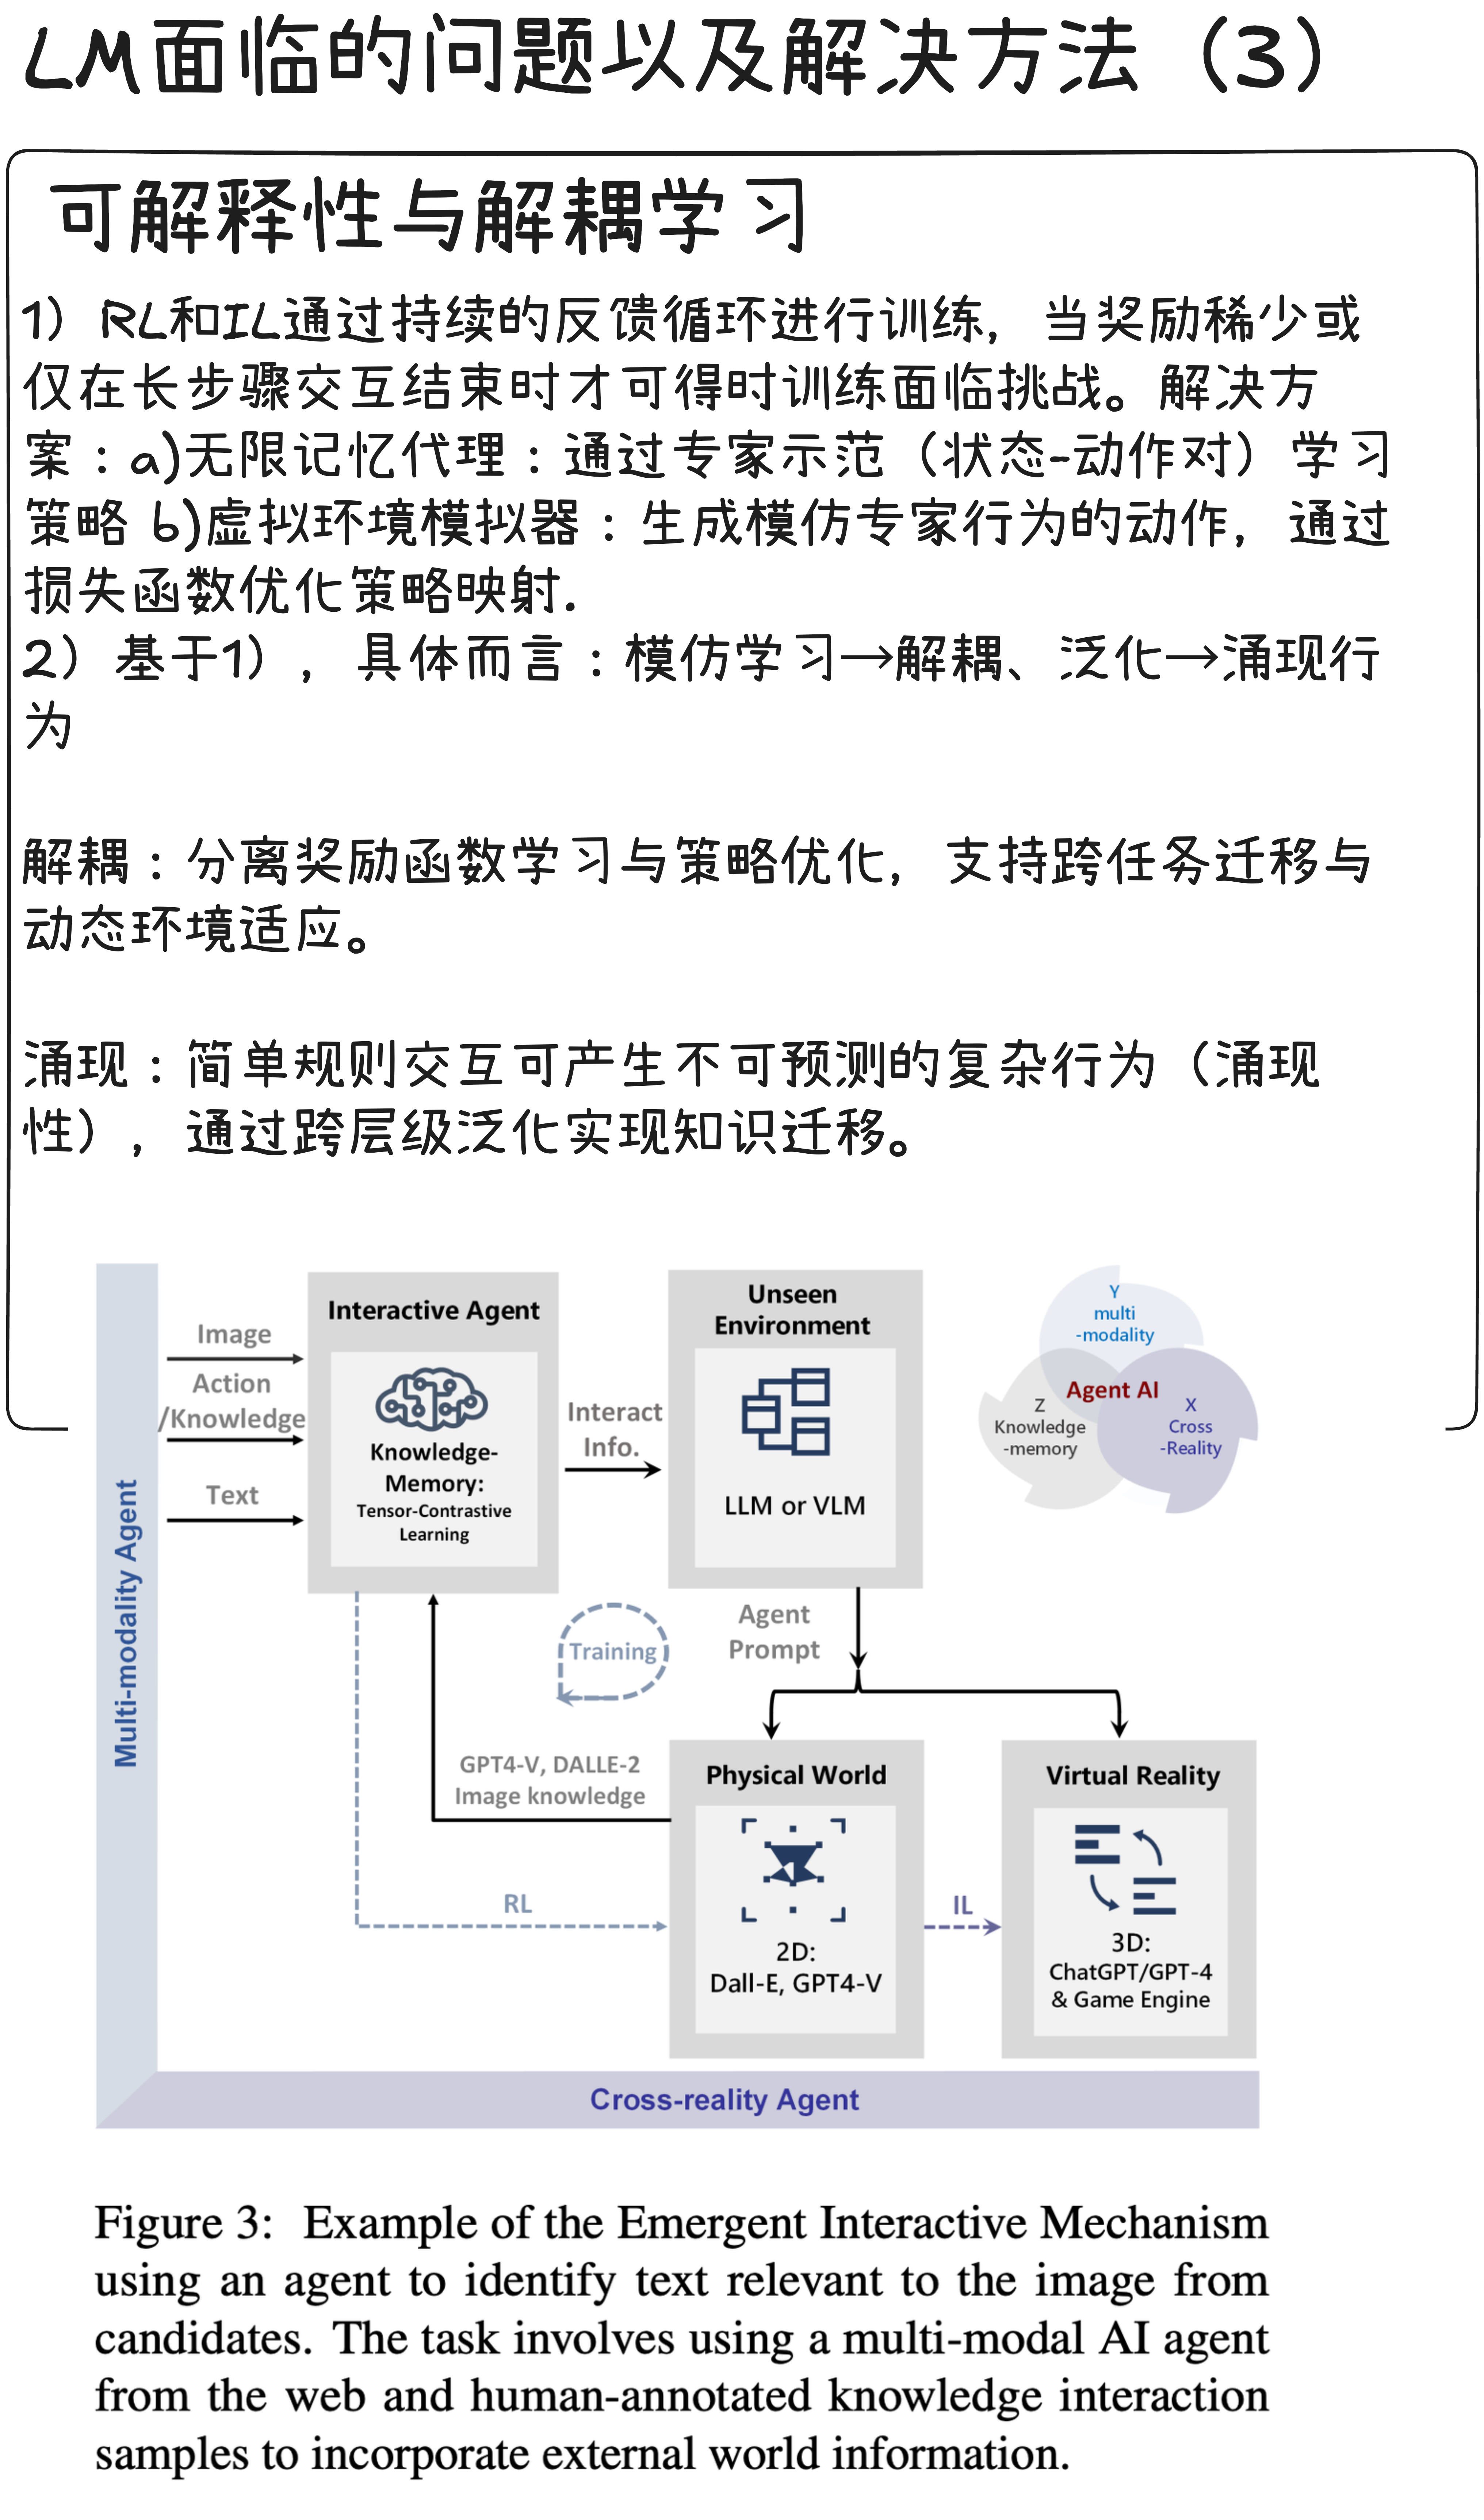 LM面临的问题以及解决方法（3）
可解释性与解耦学习
1）RL和IL通过持续的反馈循环进行训练，当奖励稀少或
仅在长步骤交互结束时才可得时训练面临挑战。解决方
案：a)无限记忆代理：通过专家示范（状态-动作对）学习
策略 b)虚拟环境模拟器：生成模仿专家行为的动作，通过
损失函数优化策略映射.
2）基于1），具体而言：模仿学习→解耦、泛化→涌现行
为
解耦：分离奖励函数学习与策略优化，支持跨任务迁移与
动态环境适应。
涌现：简单规则交互可产生不可预测的复杂行为（涌现
性），通过跨层级泛化实现知识迁移。
Multi-modality Agent
Image
Action
/Knowledge
Text
Interactive Agent
Knowledge-
Memory:
Tensor-Contrastive
Learning
Interact
Info.
Unseen
Environment
LLM or VLM
Y
multi
-modality
Agent AI
Z
Knowledge
-memory
X
Cross
-Reality
Training
Agent
Prompt
GPT4-V, DALLE-2
Image knowledge
RL
Physical World
2D:
Dall-E, GPT4-V
IL
Virtual Reality
3D:
ChatGPT/GPT-4
& Game Engine
Cross-reality Agent
Figure 3: Example of the Emergent Interactive Mechanism
using an agent to identify text relevant to the image from
candidates. The task involves using a multi-modal AI agent
from the web and human-annotated knowledge interaction
samples to incorporate external world information.